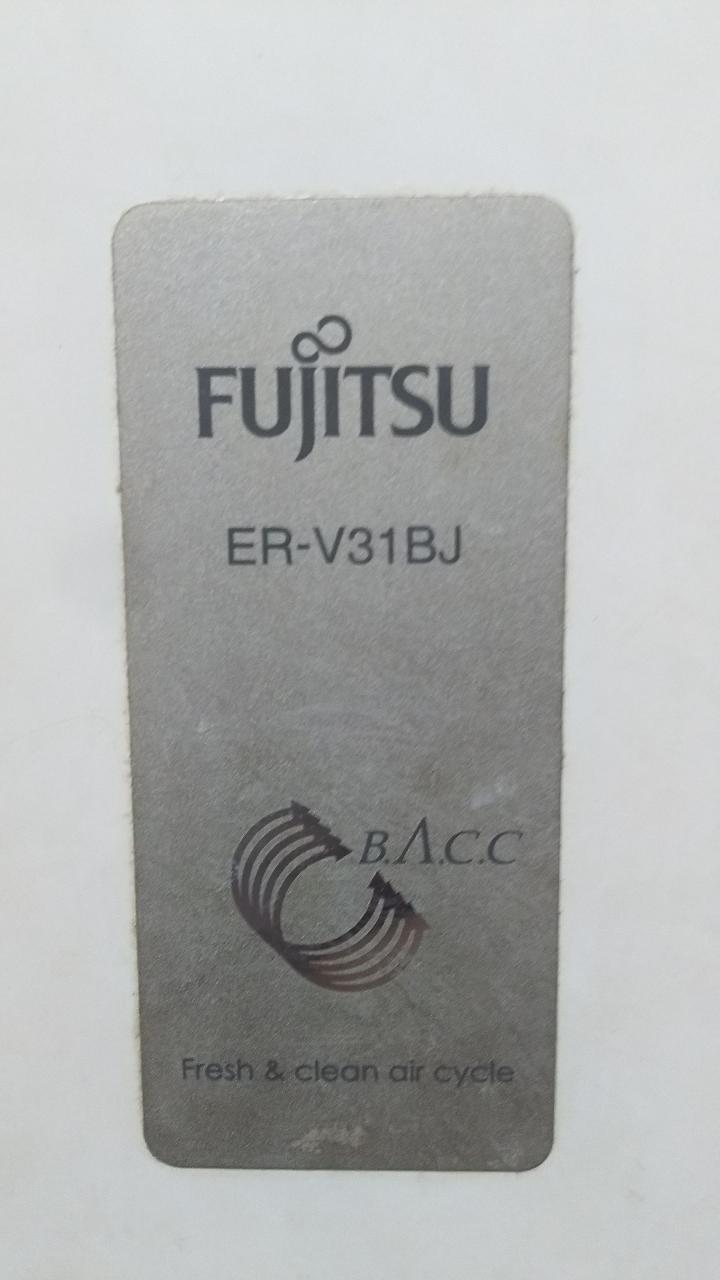 FUJITSU
ER-V31BJ
B.A.C.C
Fresh & clean air cycle